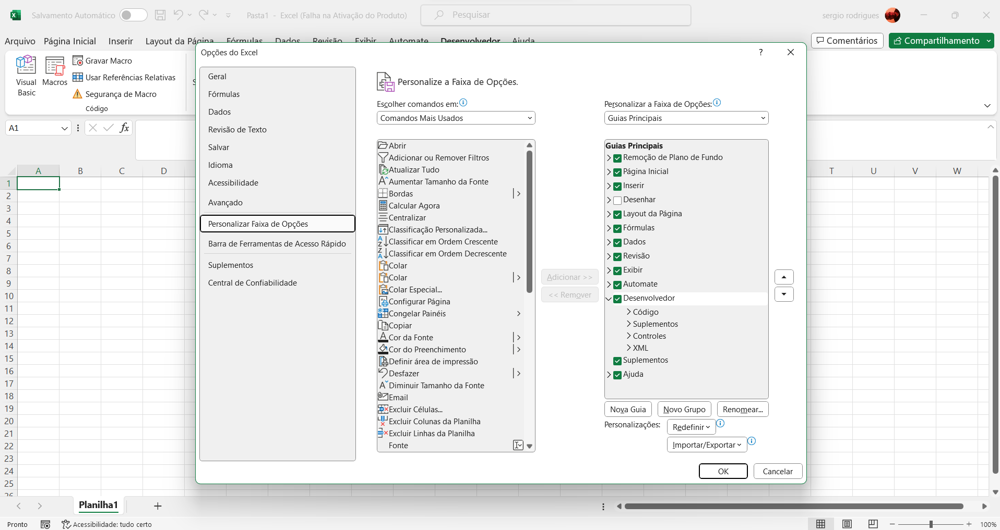 Salvamento Automático
Pasta1 - Excel (Falha na Ativação do Produto)
Pesquisar
sergio rodrigues
Arquivo Página Inicial Inserir Layout da Página Fórmulas Dados Revisão Exibir Automate Desenvolvedor Ajuda
Comentários
Compartilhamento
Visual Basic
Macros
Gravar Macro
Usar Referências Relativas
Segurança de Macro
Código
A1
fx
A B C D T U V W
1
2
3
4
5
6
7
8
9
10
11
12
13
14
15
16
17
18
19
20
21
22
23
24
25
26
Opções do Excel
?
Geral
Fórmulas
Dados
Revisão de Texto
Salvar
Idioma
Acessibilidade
Avançado
Personalizar Faixa de Opções
Barra de Ferramentas de Acesso Rápido
Suplementos
Central de Confiabilidade
Personalize a Faixa de Opções.
Escolher comandos em:
Comandos Mais Usados
Abrir
Adicionar ou Remover Filtros
Atualizar Tudo
Aumentar Tamanho da Fonte
Bordas
Calcular Agora
Centralizar
Classificação Personalizada...
Classificar em Ordem Crescente
Classificar em Ordem Decrescente
Colar
Colar
Colar Especial...
Configurar Página
Congelar Painéis
Copiar
Cor da Fonte
Cor do Preenchimento
Definir área de impressão
Desfazer
Diminuir Tamanho da Fonte
Email
Excluir Células...
Excluir Colunas da Planilha
Excluir Linhas da Planilha
Fonte
Adicionar >>
<< Remover
Personalizar a Faixa de Opções:
Guias Principais
Guias Principais
Remoção de Plano de Fundo
Página Inicial
Inserir
Desenhar
Layout da Página
Fórmulas
Dados
Revisão
Exibir
Automate
Desenvolvedor
Código
Suplementos
Controles
XML
Suplementos
Ajuda
Nova Guia
Novo Grupo
Renomear...
Personalizações:
Redefinir
Importar/Exportar
OK
Cancelar
Planilha1
Pronto
Acessibilidade: tudo certo
100%